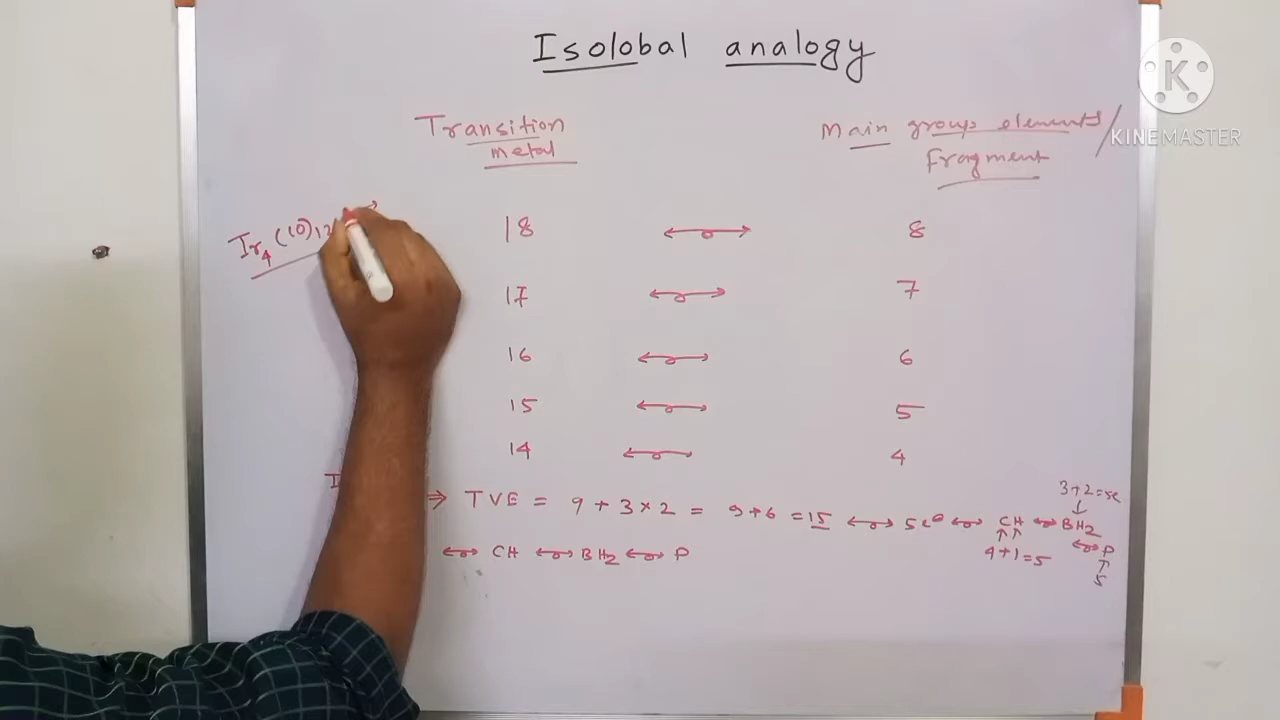 Isolobal analogy
Transition metal
Main group elements/
Fragment
KINEMASTER
Ir4(CO)12
18 8
17 7
16 6
15 5
14 4
⇒ TVE = 9 + 3 × 2 = 9 + 6 = 15 ↔ 5e⁻ ↔ CH ↔ BH2
3+2=5e
4+1=5
↔ P
5
↔ CH ↔ BH2 ↔ P